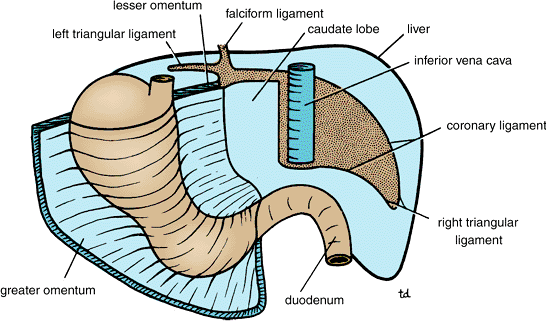 lesser omentum
falciform ligament
left triangular ligament
caudate lobe
liver
inferior vena cava
coronary ligament
right triangular
ligament
greater omentum
duodenum
td